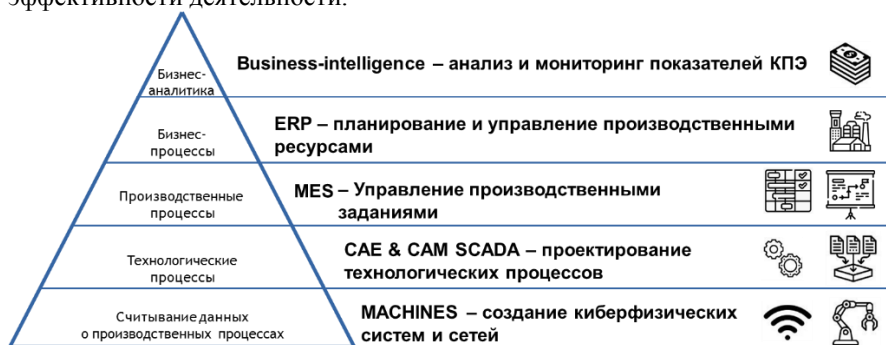 эффективности деятельности.
Бизнес-
аналитика
Business-intelligence – анализ и мониторинг показателей КПЭ
Бизнес-
процессы
ERP – планирование и управление производственными
ресурсами
Производственные
процессы
MES – Управление производственными
заданиями
Технологические
процессы
CAE & CAM SCADA – проектирование
технологических процессов
Считывание данных
о производственных процессах
MACHINES – создание киберфизических
систем и сетей